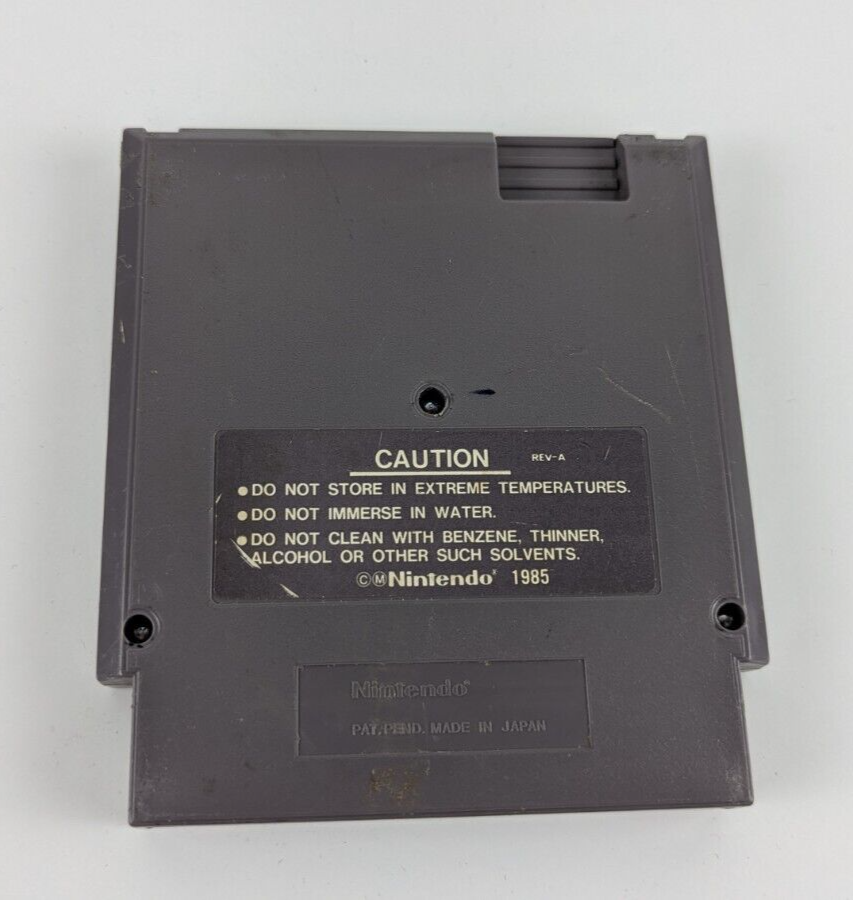 CAUTION REV-A
●DO NOT STORE IN EXTREME TEMPERATURES.
●DO NOT IMMERSE IN WATER.
●DO NOT CLEAN WITH BENZENE, THINNER,
ALCOHOL OR OTHER SUCH SOLVENTS.
©Ⓜ Nintendo® 1985
Nintendo®
PAT. PEND. MADE IN JAPAN